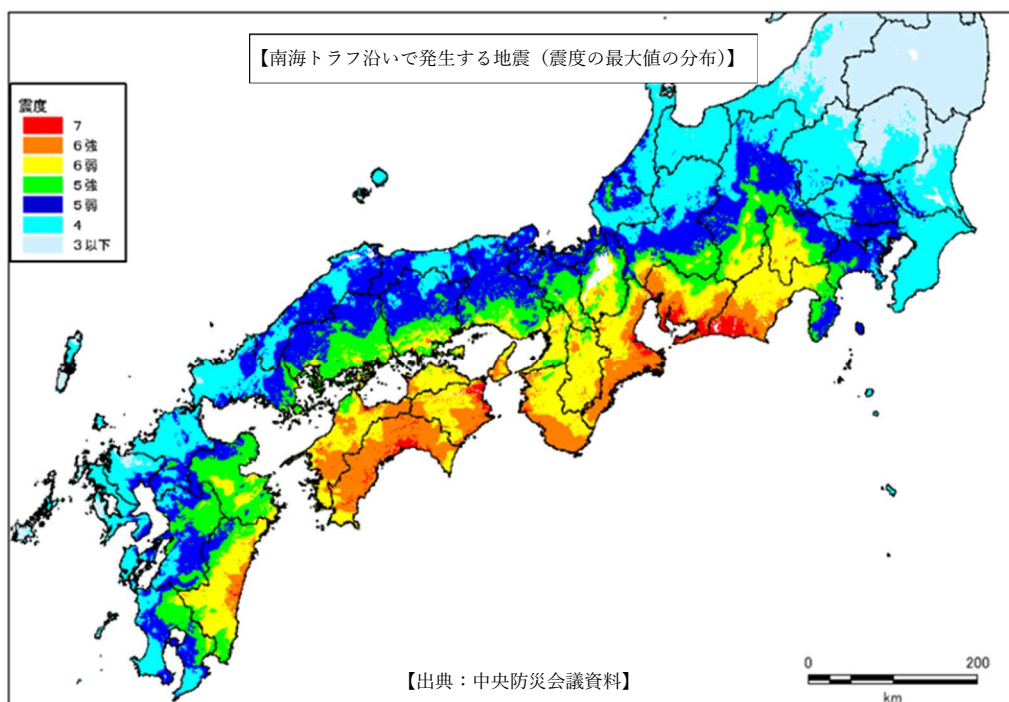 【南海トラフ沿いで発生する地震（震度の最大値の分布）】
震度
7
6強
6弱
5強
5弱
4
3以下
【出典：中央防災会議資料】
0 200
km